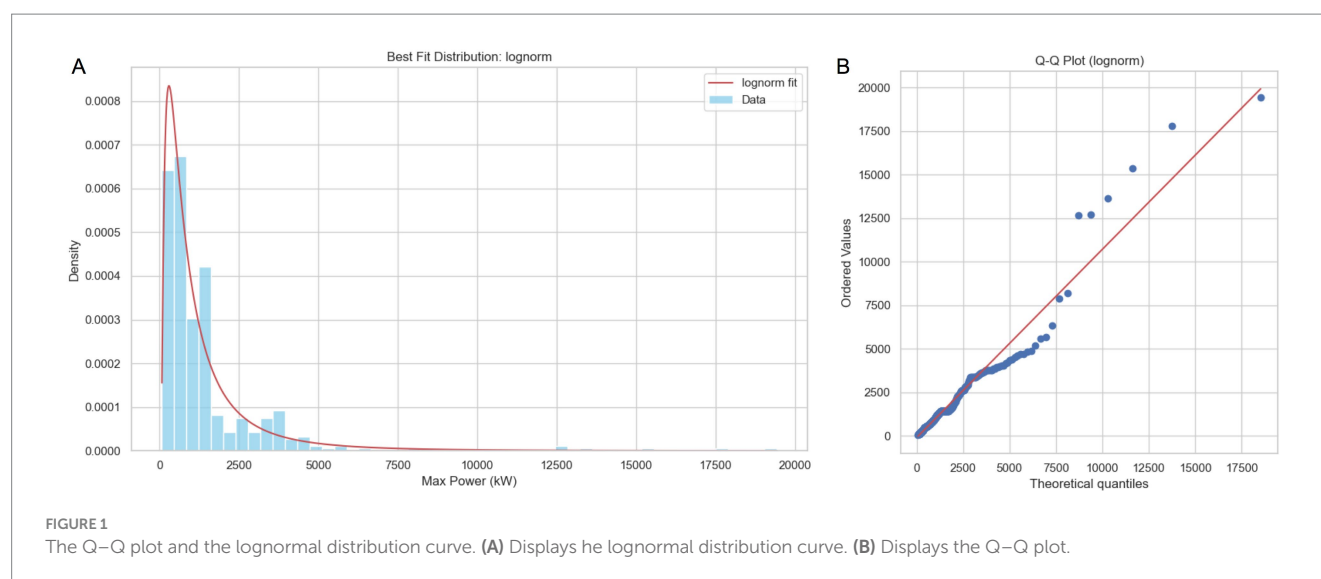 A
Best Fit Distribution: lognorm
lognorm fit
Data
0.0008
0.0007
0.0006
0.0005
0.0004
0.0003
0.0002
0.0001
0.0000
Density
0 2500 5000 7500 10000 12500 15000 17500 20000
Max Power (kW)
B
Q-Q Plot (lognorm)
20000
17500
15000
12500
10000
7500
5000
2500
0
Ordered Values
0 2500 5000 7500 10000 12500 15000 17500
Theoretical quantiles
FIGURE 1
The Q–Q plot and the lognormal distribution curve. (A) Displays he lognormal distribution curve. (B) Displays the Q–Q plot.